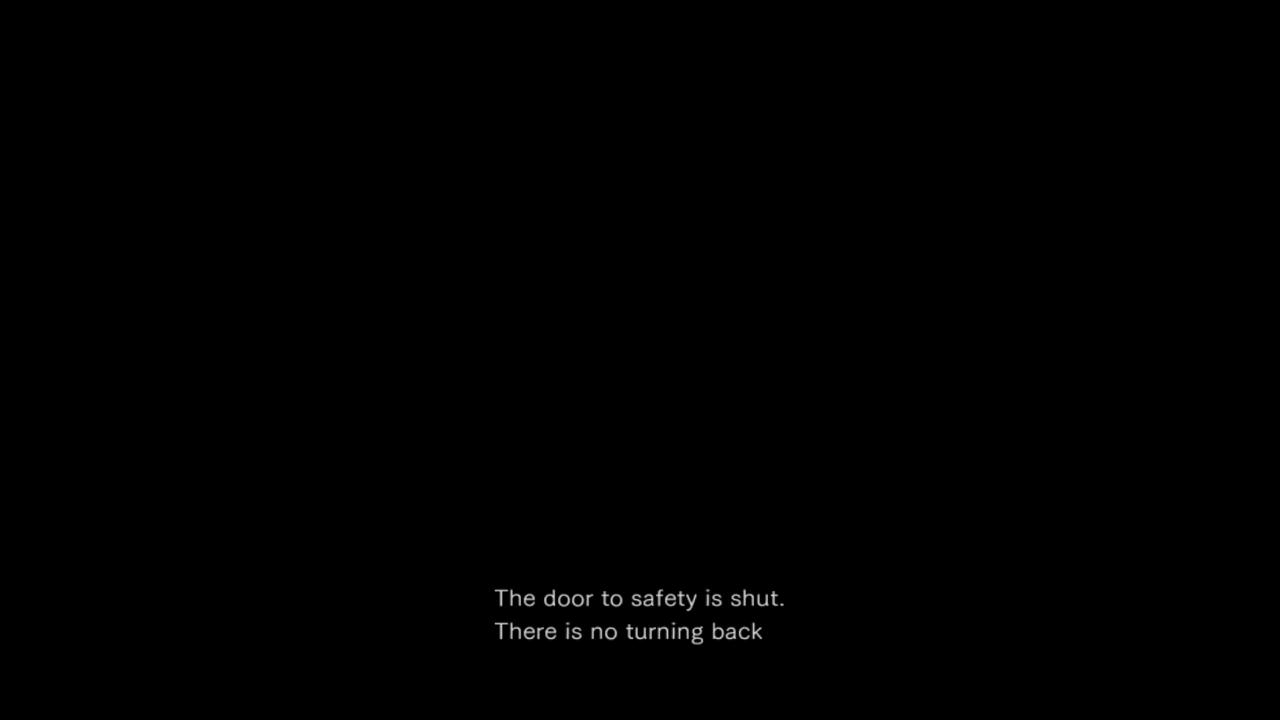 The door to safety is shut.
There is no turning back